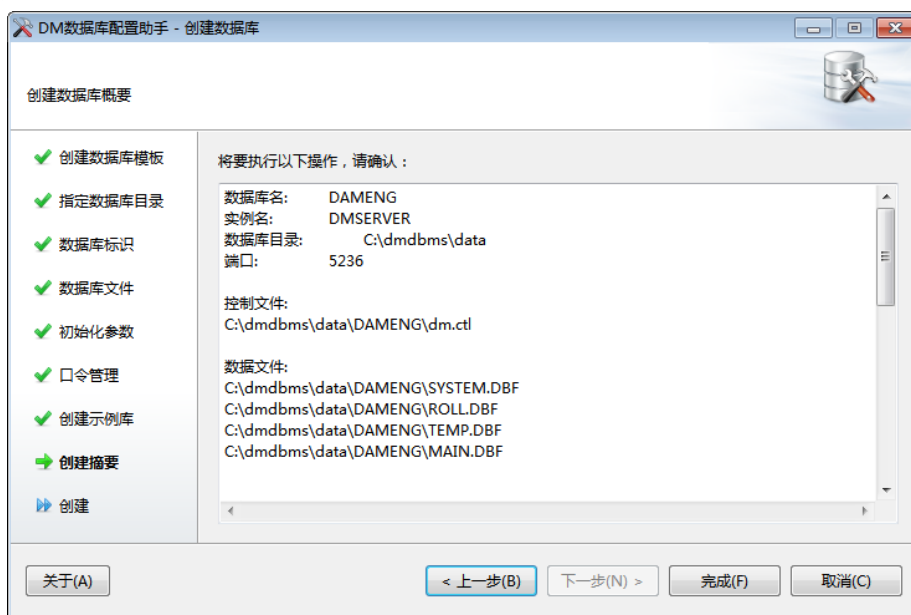 DM数据库配置助手 - 创建数据库
创建数据库概要
创建数据库模板
指定数据库目录
数据库标识
数据库文件
初始化参数
口令管理
创建示例库
创建摘要
创建
将要执行以下操作，请确认：
数据库名: DAMENG
实例名: DMSERVER
数据库目录: C:\dmdbms\data
端口: 5236
控制文件:
C:\dmdbms\data\DAMENG\dm.ctl
数据文件:
C:\dmdbms\data\DAMENG\SYSTEM.DBF
C:\dmdbms\data\DAMENG\ROLL.DBF
C:\dmdbms\data\DAMENG\TEMP.DBF
C:\dmdbms\data\DAMENG\MAIN.DBF
关于(A) < 上一步(B) 下一步(N) > 完成(F) 取消(C)